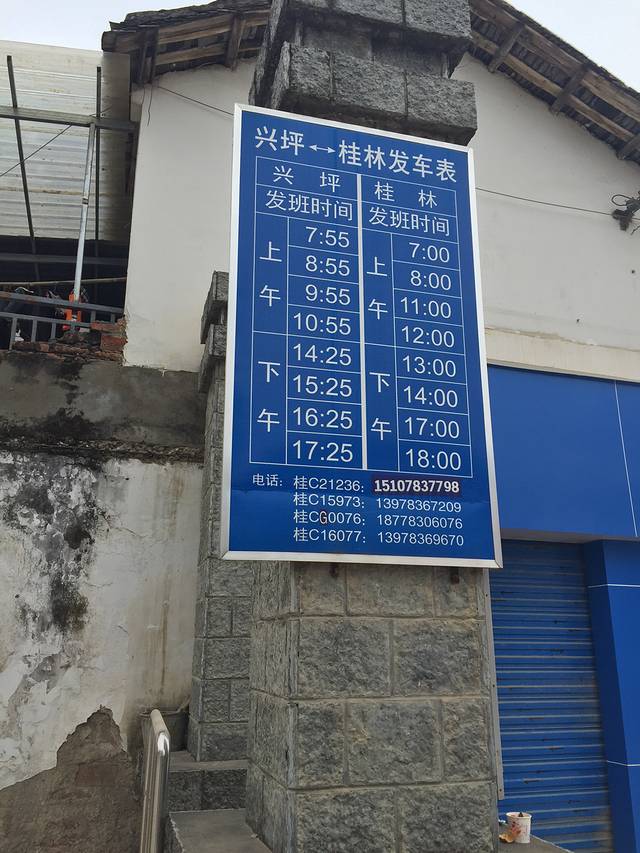 兴坪↔桂林发车表
兴坪 桂林
发班时间 发班时间
上午 7:55 上午 7:00
8:55 8:00
9:55 11:00
10:55 12:00
下午 14:25 下午 13:00
15:25 14:00
16:25 17:00
17:25 18:00
电话: 桂C21236: 15107837798
桂C15973: 13978367209
桂CG0076: 18778306076
桂C16077: 13978369670